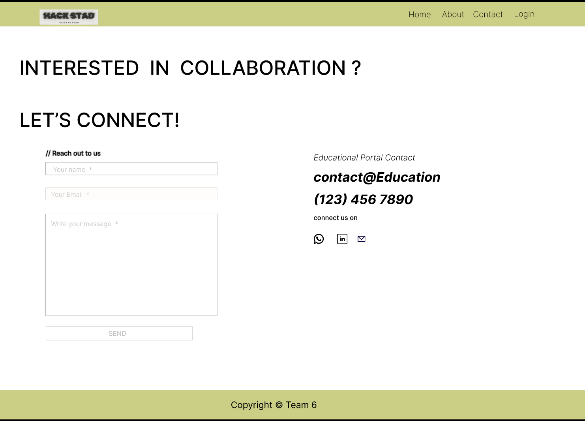 HACK STAD
Home About Contact Login
INTERESTED IN COLLABORATION ?
LET'S CONNECT!
// Reach out to us
Your name *
Your Email *
Write your message *
SEND
Educational Portal Contact
contact@Education
(123) 456 7890
connect us on
in
Copyright © Team 6